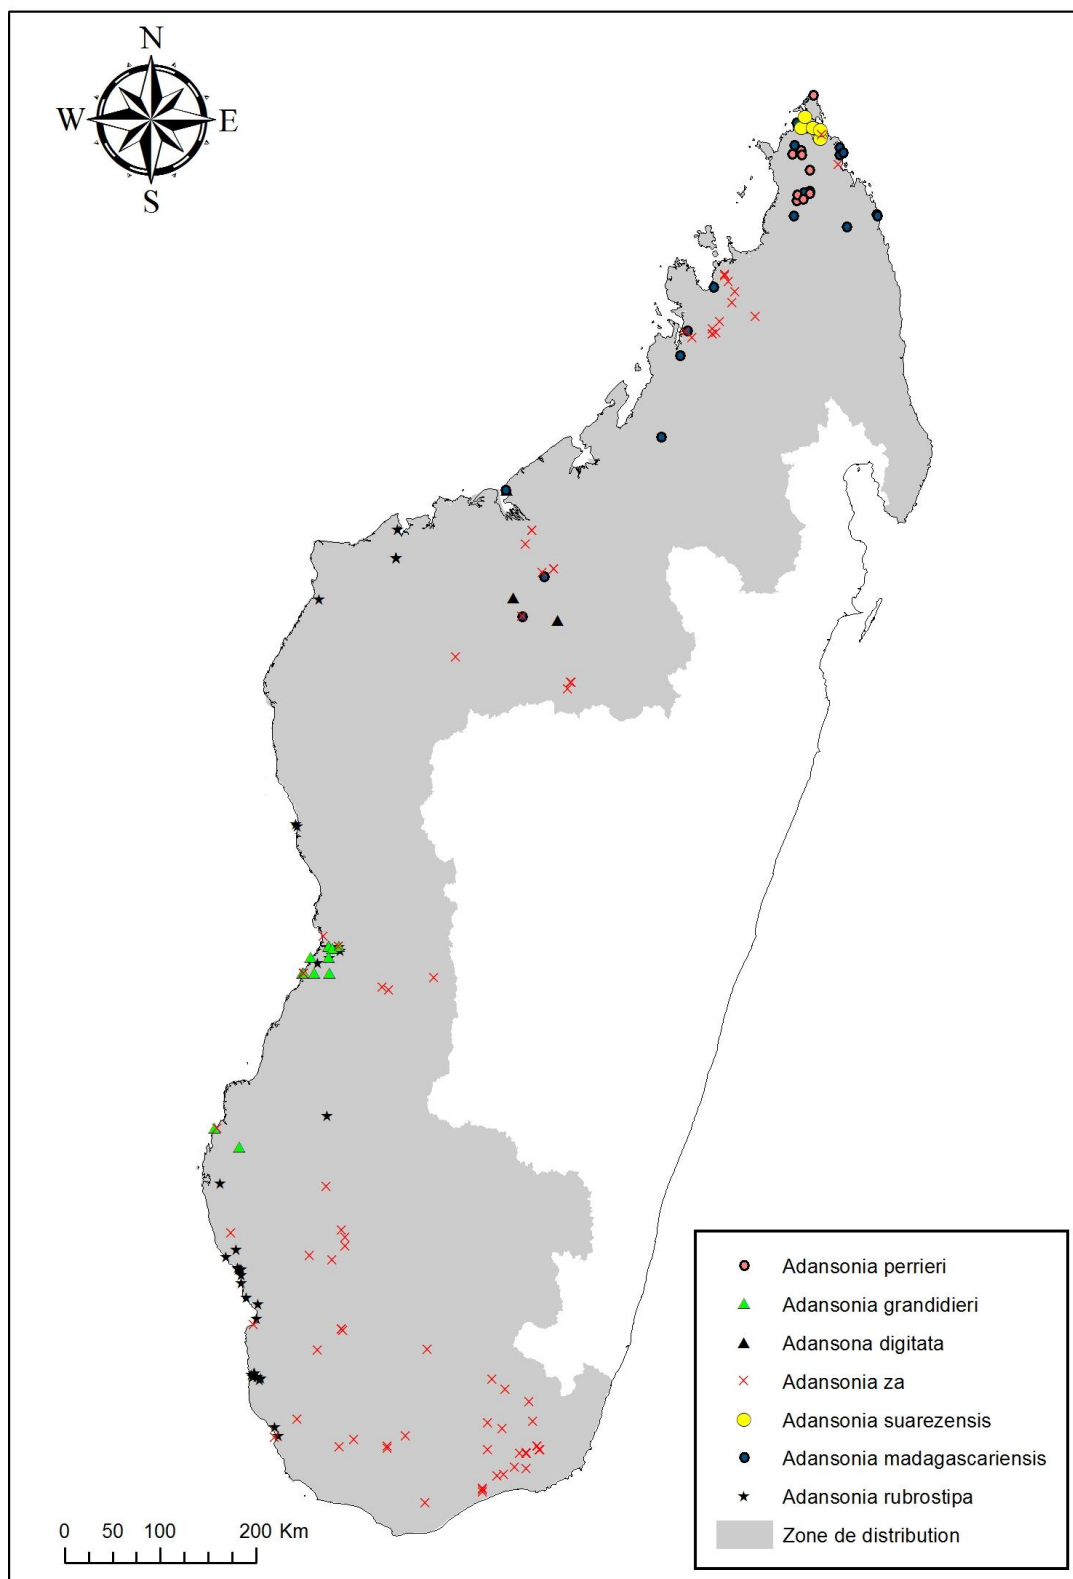 N
W E
S
Adansonia perrieri
Adansonia grandidieri
Adansona digitata
Adansonia za
Adansonia suarezensis
Adansonia madagascariensis
Adansonia rubrostipa
Zone de distribution
0 50 100 200 Km